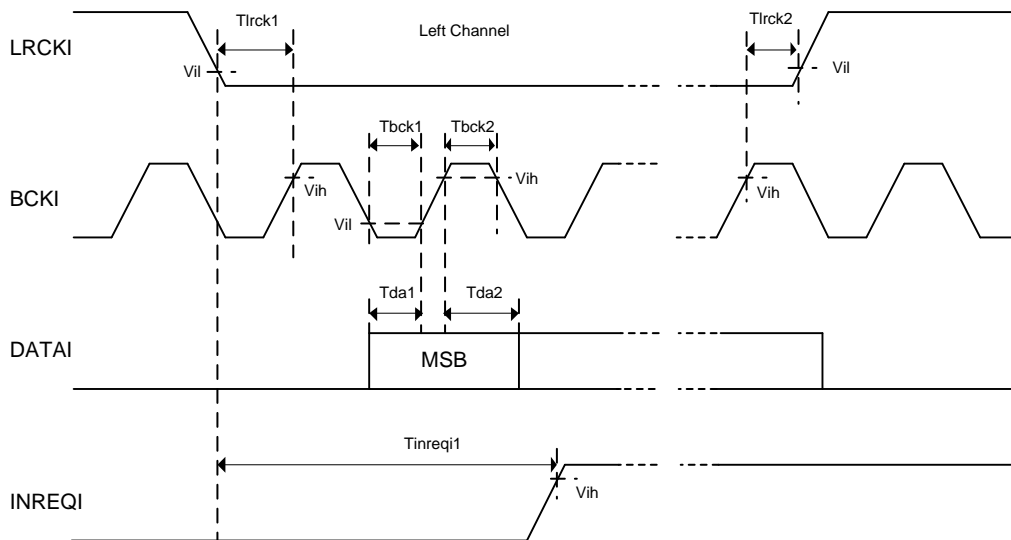 Tlrck1
Left Channel
Tlrck2
LRCKI
Vil
Vil
Tbck1
Tbck2
BCKI
Vih
Vih
Vih
Vil
Tda1
Tda2
DATAI
MSB
Tinreqi1
INREQI
Vih